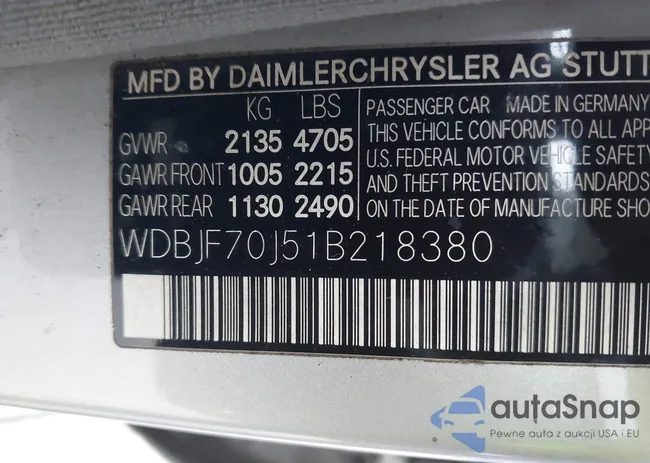 MFD BY DAIMLERCHRYSLER AG STUTT
KG LBS
GVWR 2135 4705
GAWR FRONT 1005 2215
GAWR REAR 1130 2490
PASSENGER CAR MADE IN GERMANY
THIS VEHICLE CONFORMS TO ALL APP
U.S. FEDERAL MOTOR VEHICLE SAFETY
AND THEFT PREVENTION STANDARDS
DATE OF MANUFACTURE SHO
WDBJF70J51B218380
autaSnap
Pewne auta z aukcji USA i EU